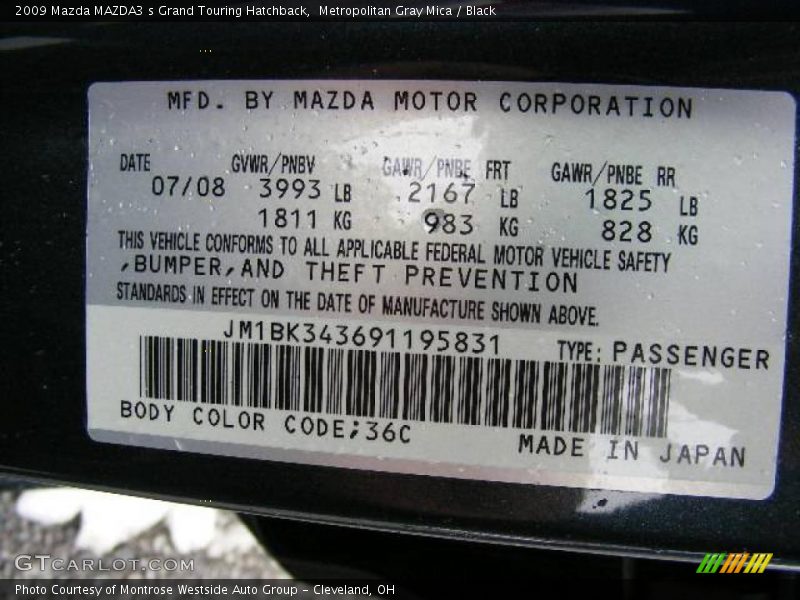 2009 Mazda MAZDA3 s Grand Touring Hatchback,  Metropolitan Gray Mica / Black
MFD. BY MAZDA MOTOR CORPORATION
DATE GVWR/PNBV GAWR/PNBE FRT GAWR/PNBE RR
07/08 3993 LB 2167 LB 1825 LB
1811 KG 983 KG 828 KG
THIS VEHICLE CONFORMS TO ALL APPLICABLE FEDERAL MOTOR VEHICLE SAFETY
,BUMPER,AND THEFT PREVENTION
STANDARDS IN EFFECT ON THE DATE OF MANUFACTURE SHOWN ABOVE.
JM1BK343691195831 TYPE: PASSENGER
BODY COLOR CODE;36C
MADE IN JAPAN
GTCarLot.com
Photo Courtesy of Montrose Westside Auto Group – Cleveland, OH